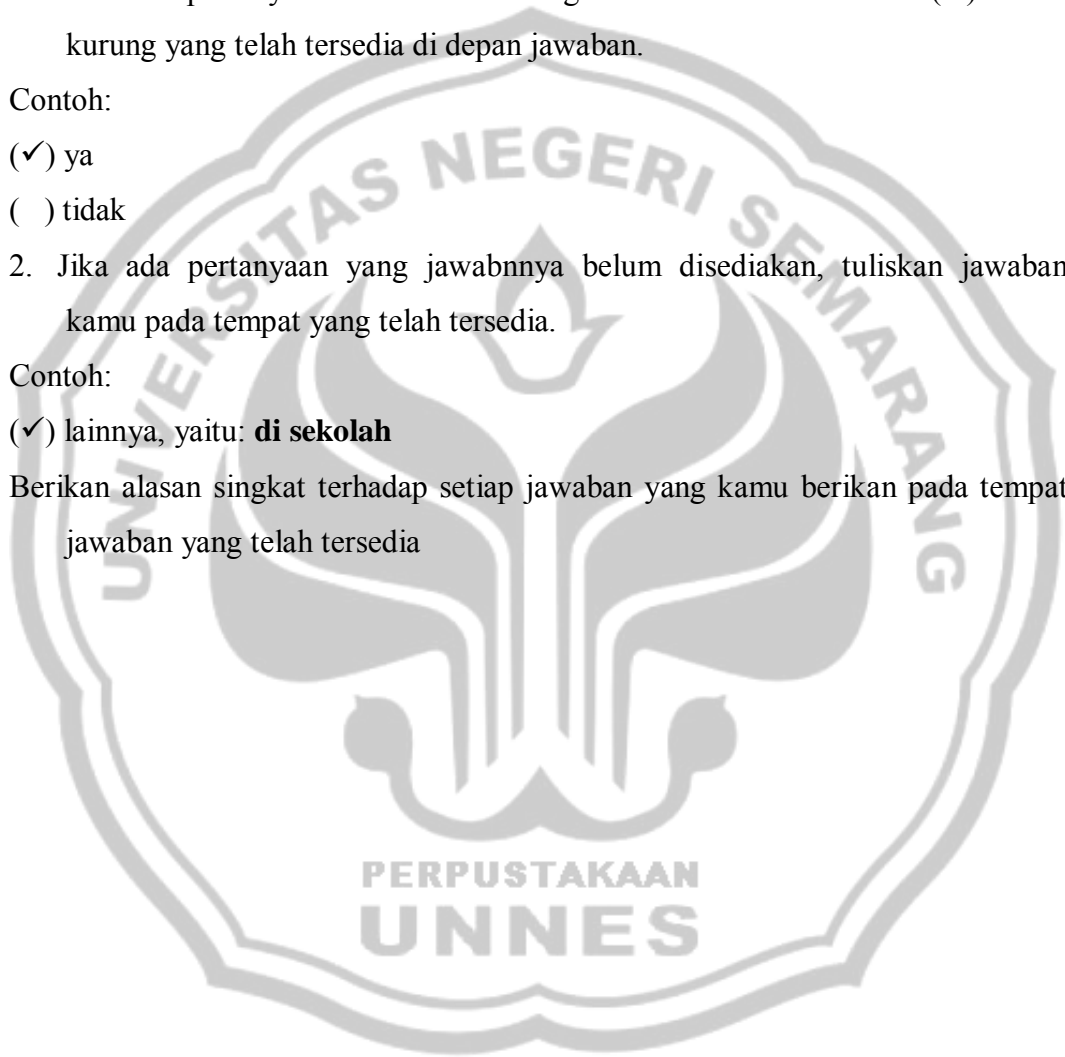 kurung yang telah tersedia di depan jawaban.
Contoh:
(✓) ya
( ) tidak
2. Jika ada pertanyaan yang jawabnnya belum disediakan, tuliskan jawaban
kamu pada tempat yang telah tersedia.
Contoh:
(✓) lainnya, yaitu: di sekolah
Berikan alasan singkat terhadap setiap jawaban yang kamu berikan pada tempat
jawaban yang telah tersedia
UNIVERSITAS NEGERI SEMARANG
PERPUSTAKAAN
UNNES